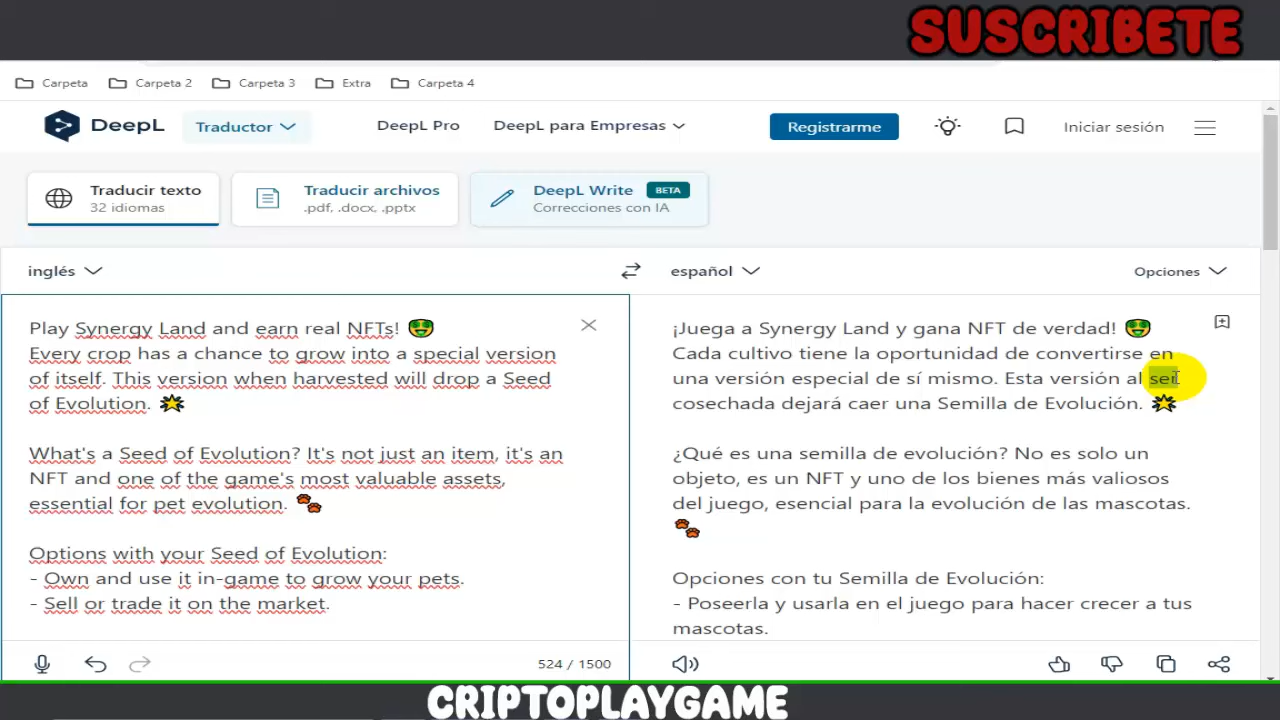 SUSCRIBETE
Carpeta Carpeta 2 Carpeta 3 Extra Carpeta 4
DeepL Traductor DeepL Pro DeepL para Empresas Registrarme Iniciar sesión
Traducir texto
32 idiomas
Traducir archivos
.pdf, .docx, .pptx
DeepL Write BETA
Correcciones con IA
inglés
español
Opciones
Play Synergy Land and earn real NFTs! 🤑
Every crop has a chance to grow into a special version
of itself. This version when harvested will drop a Seed
of Evolution. 🌟
What's a Seed of Evolution? It's not just an item, it's an
NFT and one of the game's most valuable assets,
essential for pet evolution. 🐾
Options with your Seed of Evolution:
- Own and use it in-game to grow your pets.
- Sell or trade it on the market.
524 / 1500
¡Juega a Synergy Land y gana NFT de verdad! 🤑
Cada cultivo tiene la oportunidad de convertirse en
una versión especial de sí mismo. Esta versión al ser
cosechada dejará caer una Semilla de Evolución. 🌟
¿Qué es una semilla de evolución? No es solo un
objeto, es un NFT y uno de los bienes más valiosos
del juego, esencial para la evolución de las mascotas.
🐾
Opciones con tu Semilla de Evolución:
- Poseerla y usarla en el juego para hacer crecer a tus
mascotas.
CRIPTOPLAYGAME